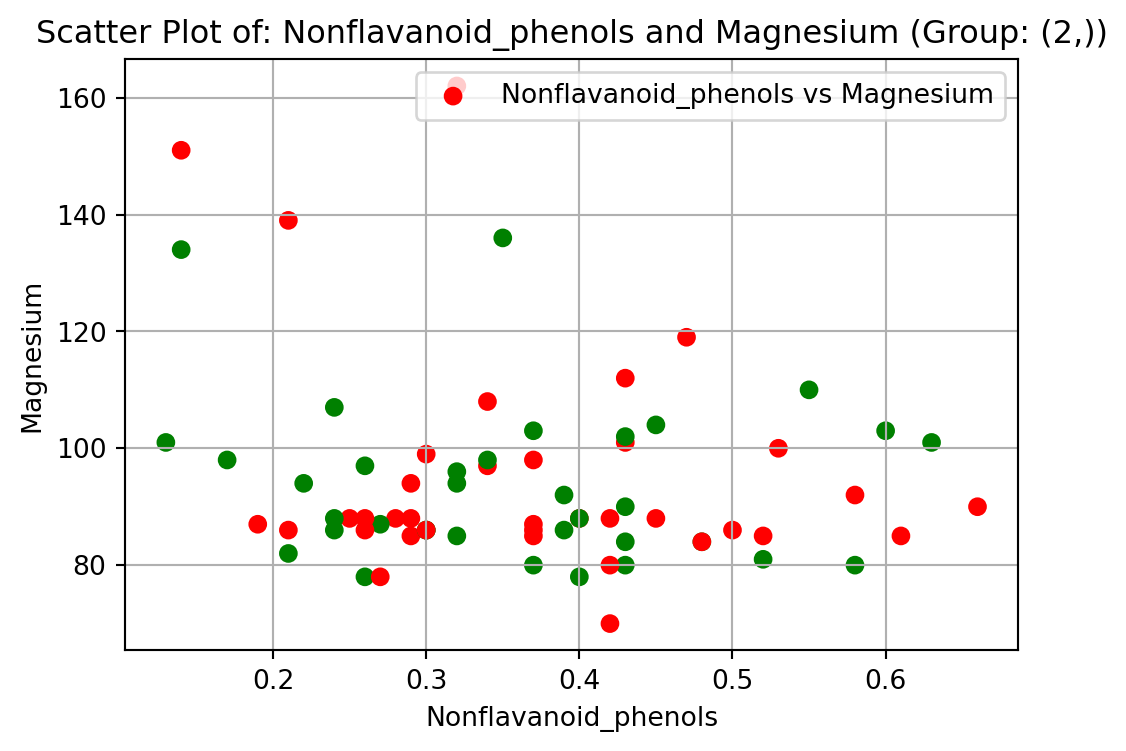 Scatter Plot of: Nonflavanoid_phenols and Magnesium (Group: (2,))
Nonflavanoid_phenols vs Magnesium
160
140
120
100
80
Magnesium
0.2 0.3 0.4 0.5 0.6
Nonflavanoid_phenols